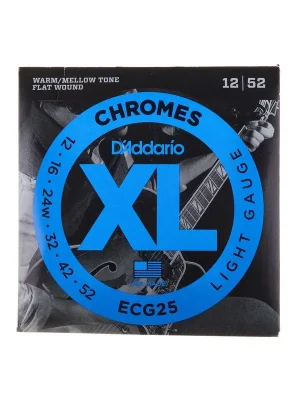 WARM/MELLOW TONE
FLAT WOUND
12|52
CHROMES
D'Addario
XL
12 · 16 · 24w · 32 · 42 · 52
LIGHT GAUGE
ECG25